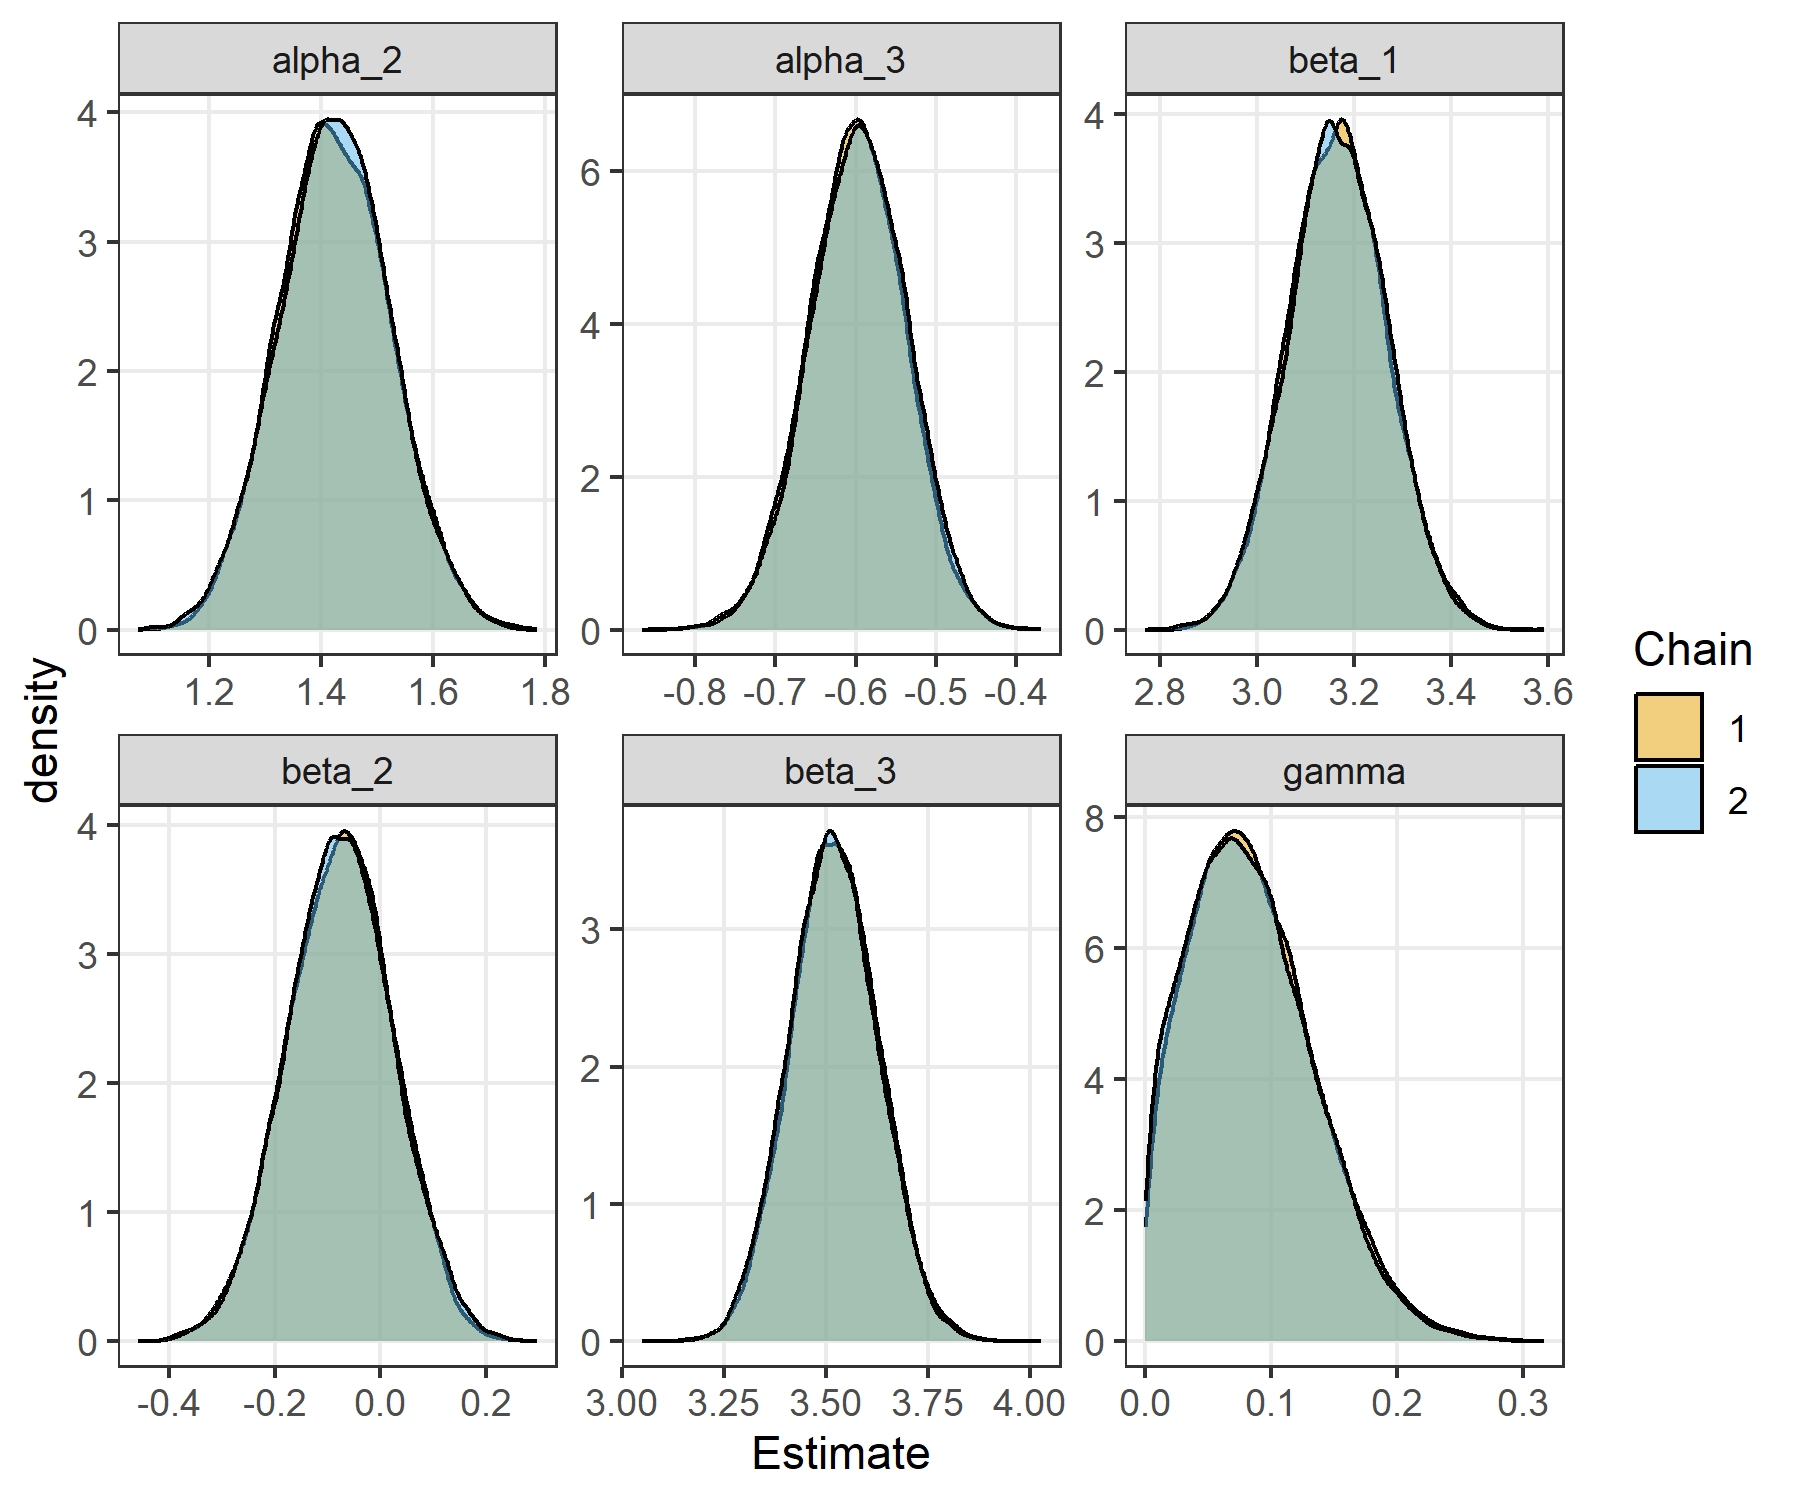 alpha_2 alpha_3 beta_1
4 3 2 1 0
6 4 2 0
4 3 2 1 0
1.2 1.4 1.6 1.8
-0.8 -0.7 -0.6 -0.5 -0.4
2.8 3.0 3.2 3.4 3.6
beta_2 beta_3 gamma
4 3 2 1 0
3 2 1 0
8 6 4 2 0
-0.4 -0.2 0.0 0.2
3.00 3.25 3.50 3.75 4.00
0.0 0.1 0.2 0.3
density
Estimate
Chain
1
2